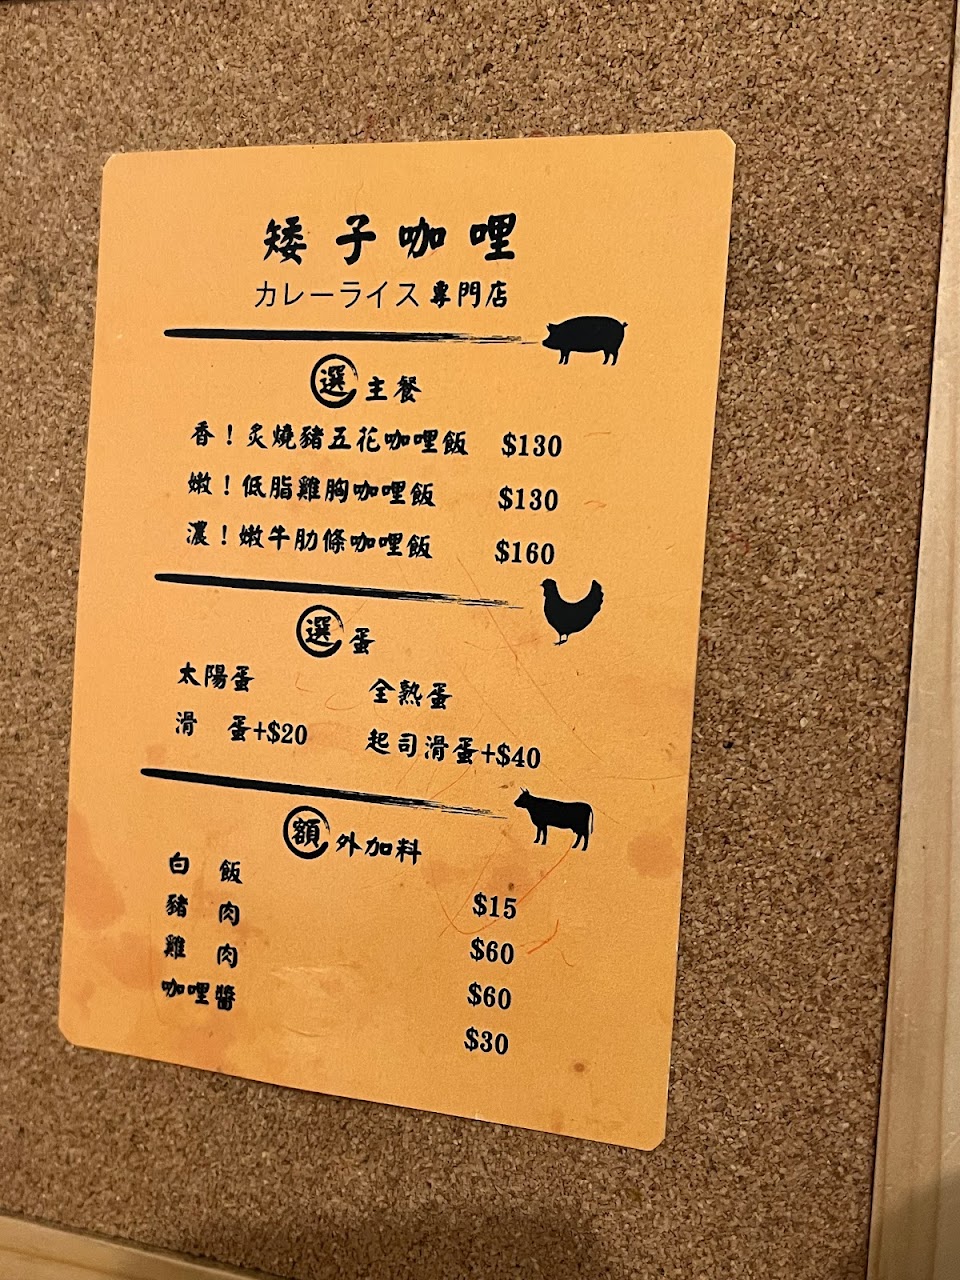 矮子咖哩
カレーライス專門店
選主餐
香！炙燒豬五花咖哩飯 $130
嫩！低脂雞胸咖哩飯 $130
濃！嫩牛肋條咖哩飯 $160
選蛋
太陽蛋 全熟蛋
滑 蛋+$20 起司滑蛋+$40
額外加料
白 飯 $15
豬 肉 $60
雞 肉 $60
咖哩醬 $30